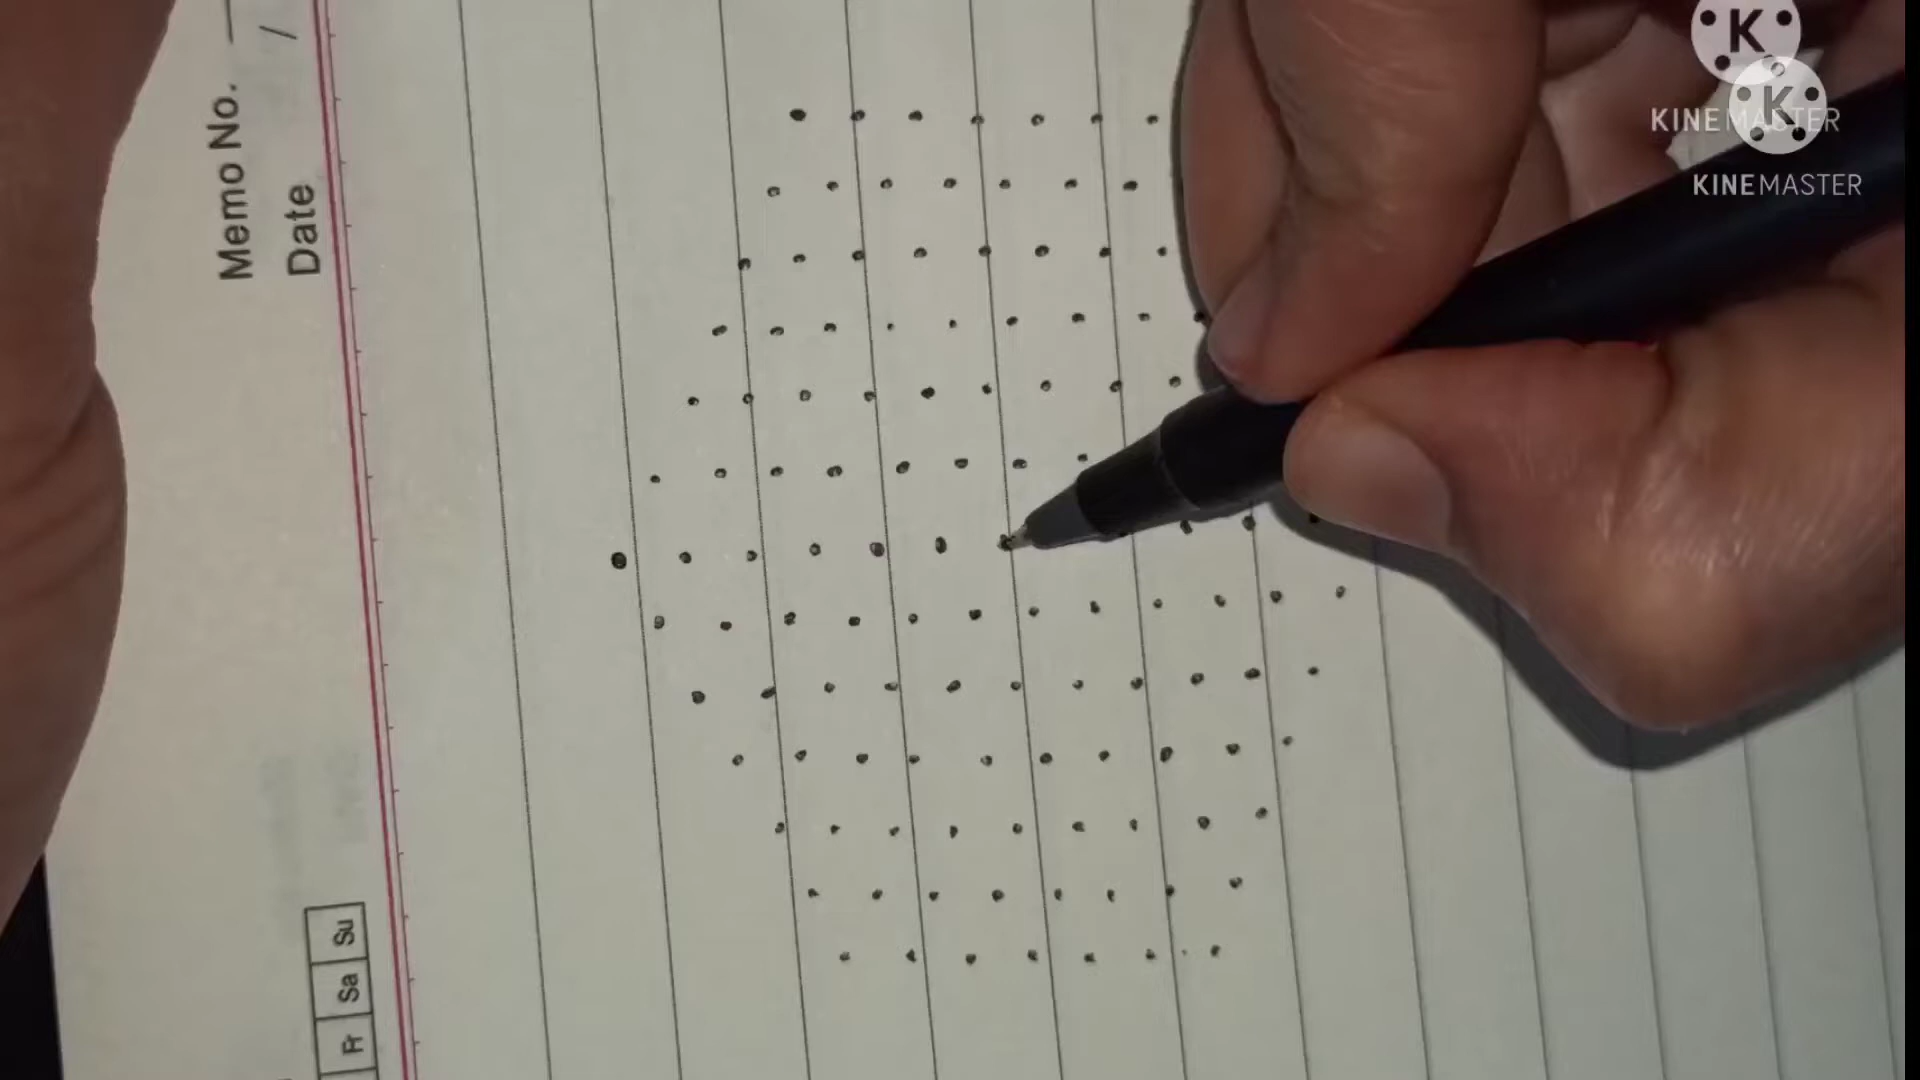 Memo No.
Date /
Su
Sa
Fr
K
KINEMASTER
K
KINEMASTER